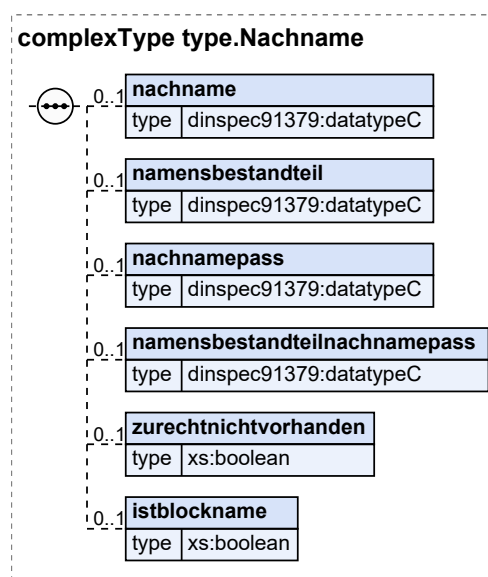 complexType type.Nachname
0..1 nachname
type dinspec91379:datatypeC
0..1 namensbestandteil
type dinspec91379:datatypeC
0..1 nachnamepass
type dinspec91379:datatypeC
0..1 namensbestandteilnachnamepass
type dinspec91379:datatypeC
0..1 zurechtnichtvorhanden
type xs:boolean
0..1 istblockname
type xs:boolean